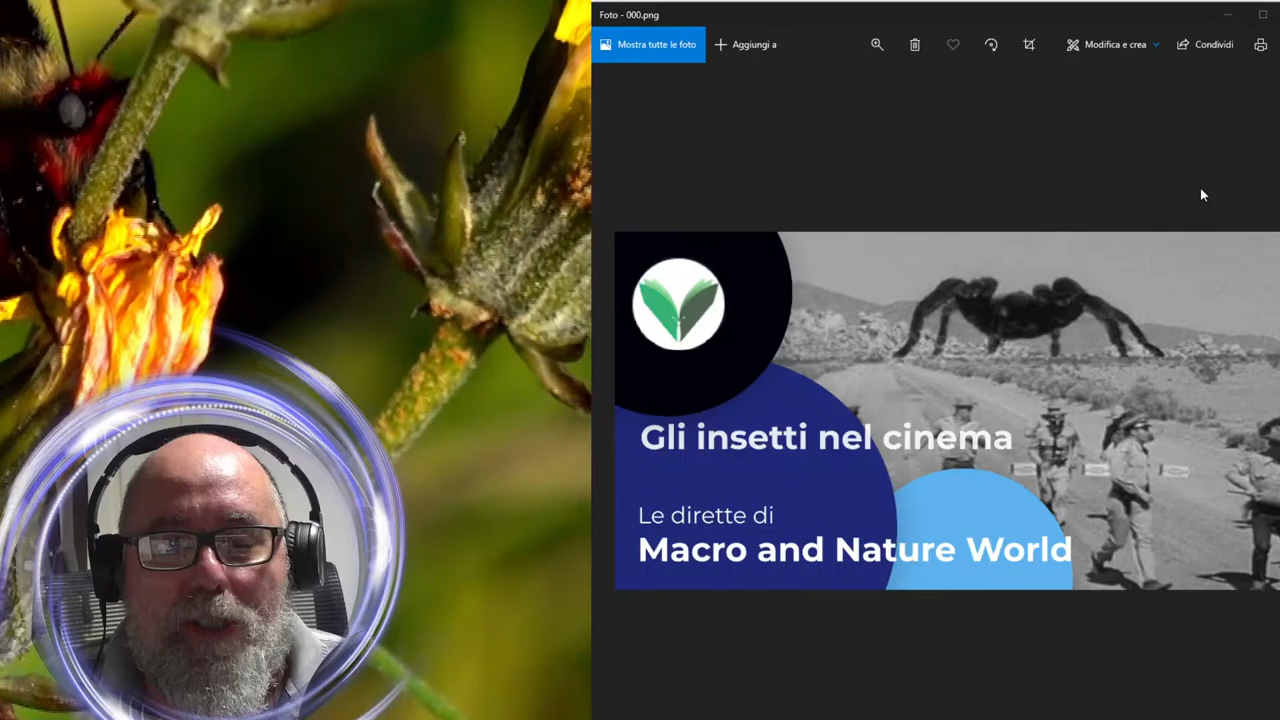 Foto - 000.png
Mostra tutte le foto
Aggiungi a
Modifica e crea
Condividi
Gli insetti nel cinema
Le dirette di
Macro and Nature World